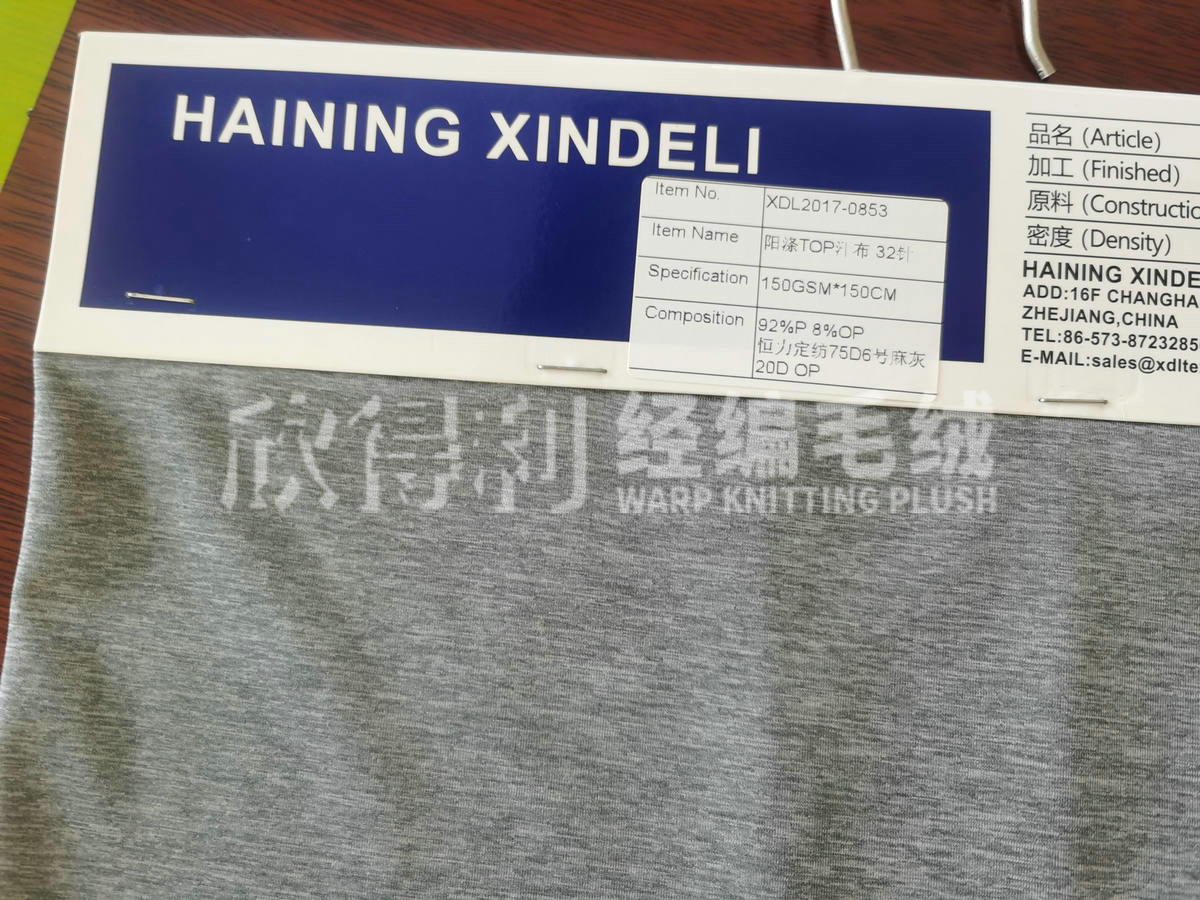 HAINING XINDELI
Item No. XDL2017-0853
Item Name 阳涤TOP汗布 32针
Specification 150GSM*150CM
Composition 92%P 8%OP
恒力定纺75D6号麻灰
20D OP
品名 (Article)
加工 (Finished)
原料 (Constructio
密度 (Density)
HAINING XINDE
ADD:16F CHANGHA
ZHEJIANG,CHINA
TEL:86-573-8723285
E-MAIL:sales@xdlte
欣得利 经编毛绒
WARP KNITTING PLUSH